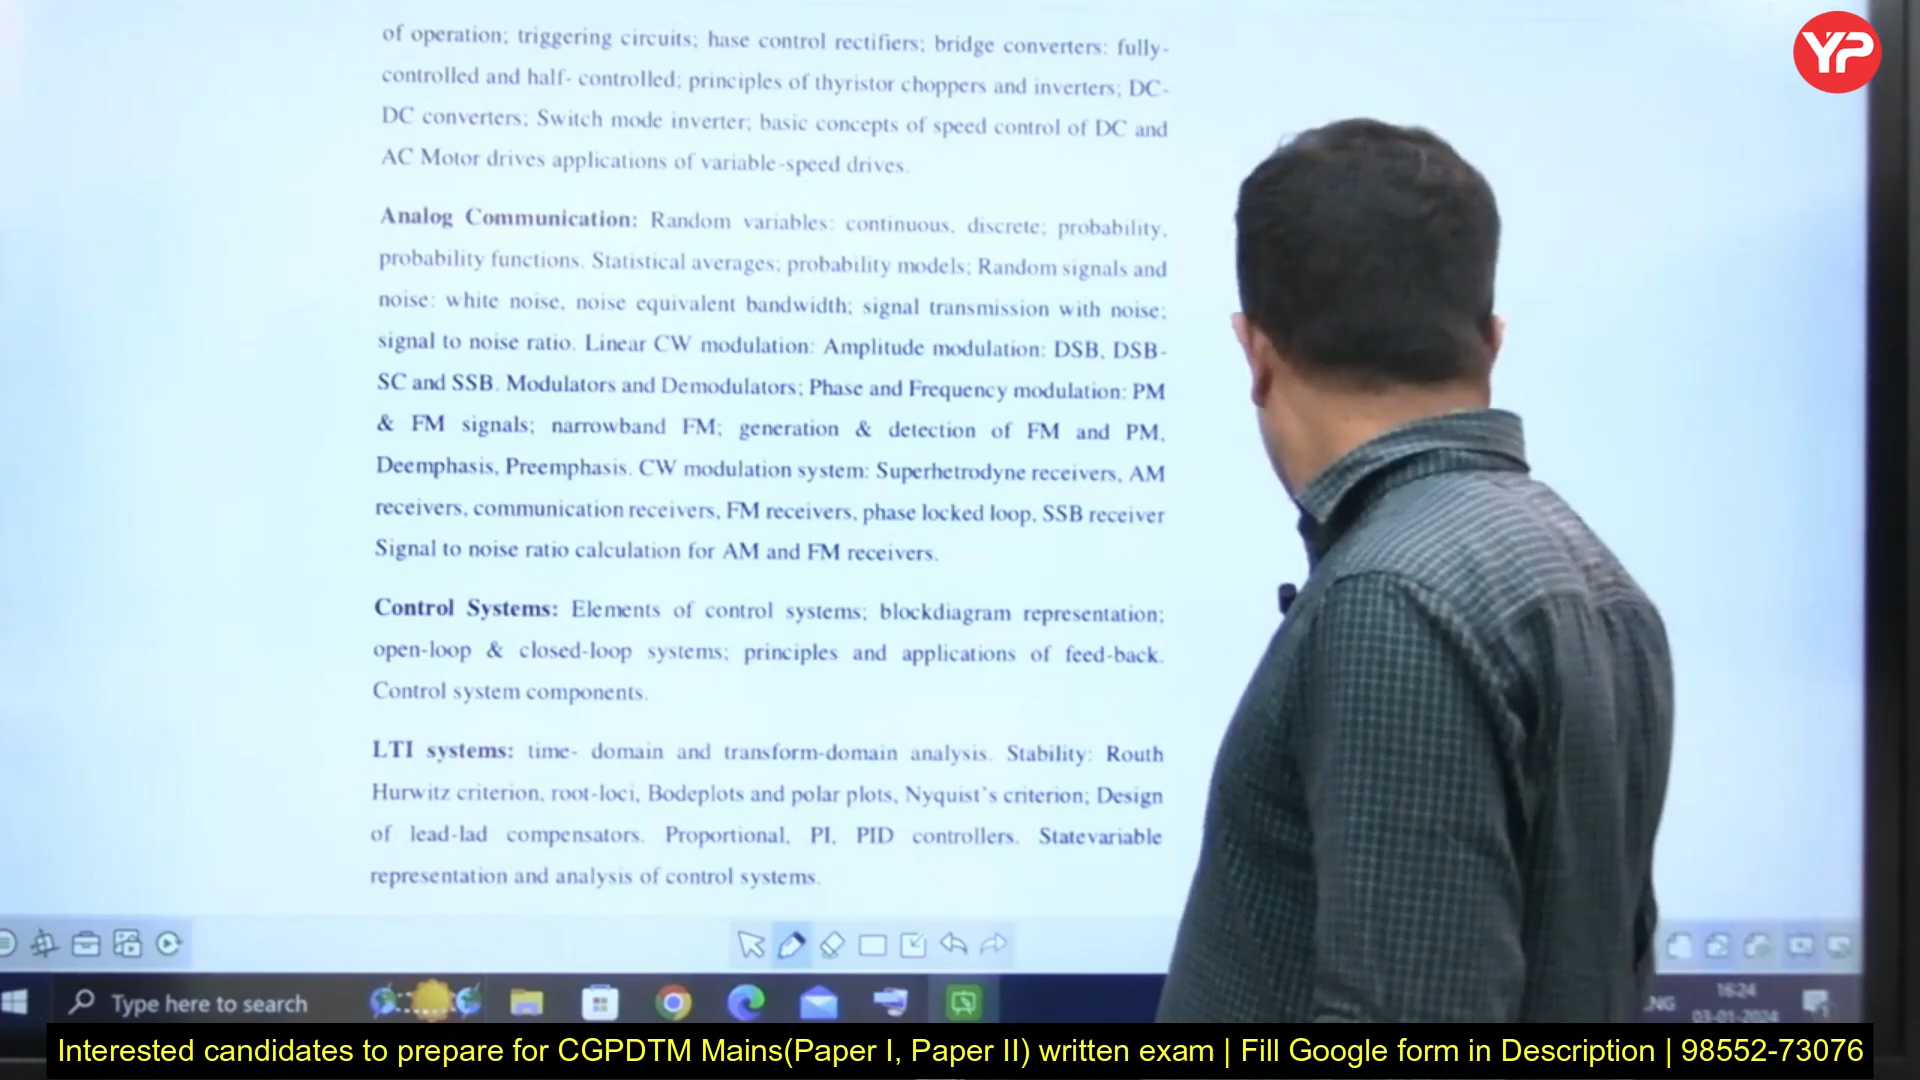 YP
of operation; triggering circuits; hase control rectifiers; bridge converters: fully-
controlled and half- controlled; principles of thyristor choppers and inverters; DC-
DC converters; Switch mode inverter; basic concepts of speed control of DC and
AC Motor drives applications of variable-speed drives.
Analog Communication: Random variables: continuous, discrete; probability,
probability functions. Statistical averages; probability models; Random signals and
noise: white noise, noise equivalent bandwidth; signal transmission with noise;
signal to noise ratio. Linear CW modulation: Amplitude modulation: DSB, DSB-
SC and SSB. Modulators and Demodulators; Phase and Frequency modulation: PM
& FM signals; narrowband FM; generation & detection of FM and PM,
Deemphasis, Preemphasis. CW modulation system: Superhetrodyne receivers, AM
receivers, communication receivers, FM receivers, phase locked loop, SSB receiver
Signal to noise ratio calculation for AM and FM receivers.
Control Systems: Elements of control systems; blockdiagram representation;
open-loop & closed-loop systems; principles and applications of feed-back.
Control system components.
LTI systems: time- domain and transform-domain analysis. Stability: Routh
Hurwitz criterion, root-loci, Bodeplots and polar plots, Nyquist's criterion; Design
of lead-lad compensators. Proportional, PI, PID controllers. Statevariable
representation and analysis of control systems.
Type here to search
NG
16:24
03-01-2024
Interested candidates to prepare for CGPDTM Mains(Paper I, Paper II) written exam | Fill Google form in Description | 98552-73076